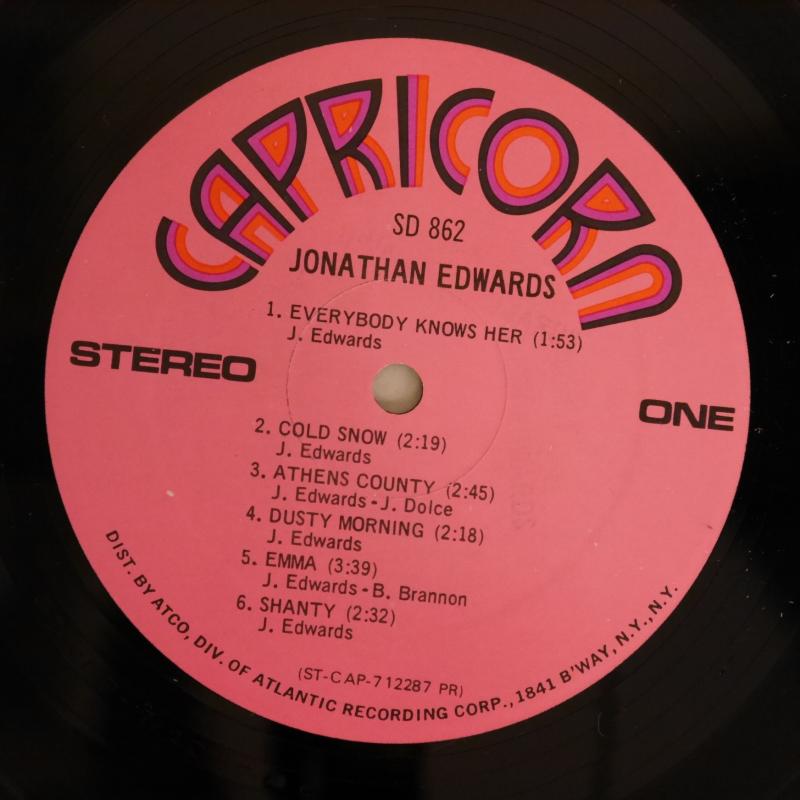 CAPRICORN
SD 862
JONATHAN EDWARDS
1. EVERYBODY KNOWS HER (1:53)
J. Edwards
STEREO
ONE
2. COLD SNOW (2:19)
J. Edwards
3. ATHENS COUNTY (2:45)
J. Edwards-J. Dolce
4. DUSTY MORNING (2:18)
J. Edwards
5. EMMA (3:39)
J. Edwards-B. Brannon
6. SHANTY (2:32)
J. Edwards
(ST-CAP-712287 PR)
DIST. BY ATCO, DIV. OF ATLANTIC RECORDING CORP., 1841 B'WAY, N.Y., N.Y.